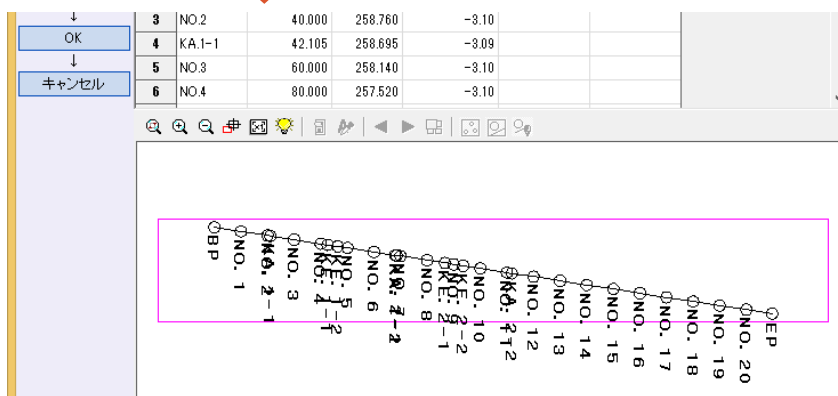 ↓
OK
↓
キャンセル
3 NO.2 40.000 258.760 -3.10
4 KA.1-1 42.105 258.695 -3.09
5 NO.3 60.000 258.140 -3.10
6 NO.4 80.000 257.520 -3.10
BP
NO. 1
NO. 3
NO. 6
NO. 8
NO. 10
NO. 12
NO. 13
NO. 14
NO. 15
NO. 16
NO. 17
NO. 18
NO. 19
NO. 20
EP